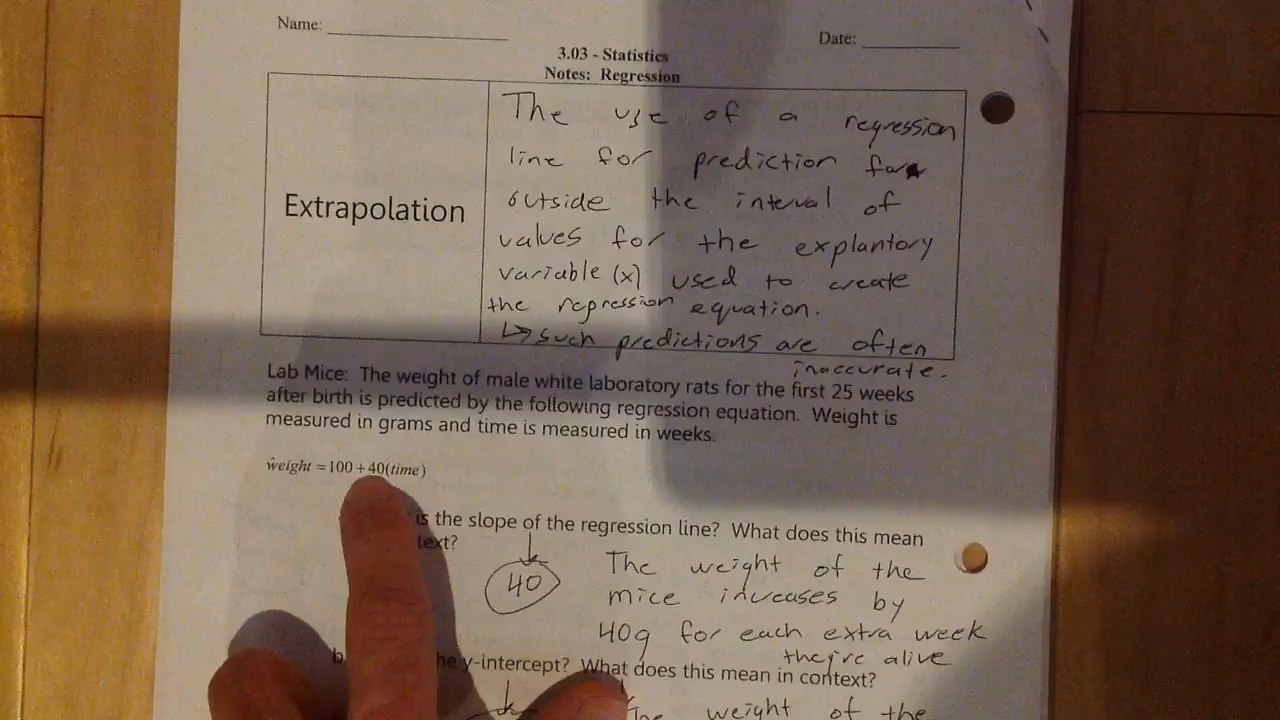 Name:
Date:
3.03 - Statistics
Notes: Regression
Extrapolation
The use of a regression
line for prediction far
outside the interval of
values for the explantory
variable (x) used to create
the regression equation.
↳ such predictions are often
inaccurate.
Lab Mice: The weight of male white laboratory rats for the first 25 weeks
after birth is predicted by the following regression equation. Weight is
measured in grams and time is measured in weeks.
ŵeight = 100 + 40(time)
is the slope of the regression line? What does this mean
text?
40
The weight of the
mice increases by
40g for each extra week
they're alive
b. he y-intercept? What does this mean in context?
The weight of the